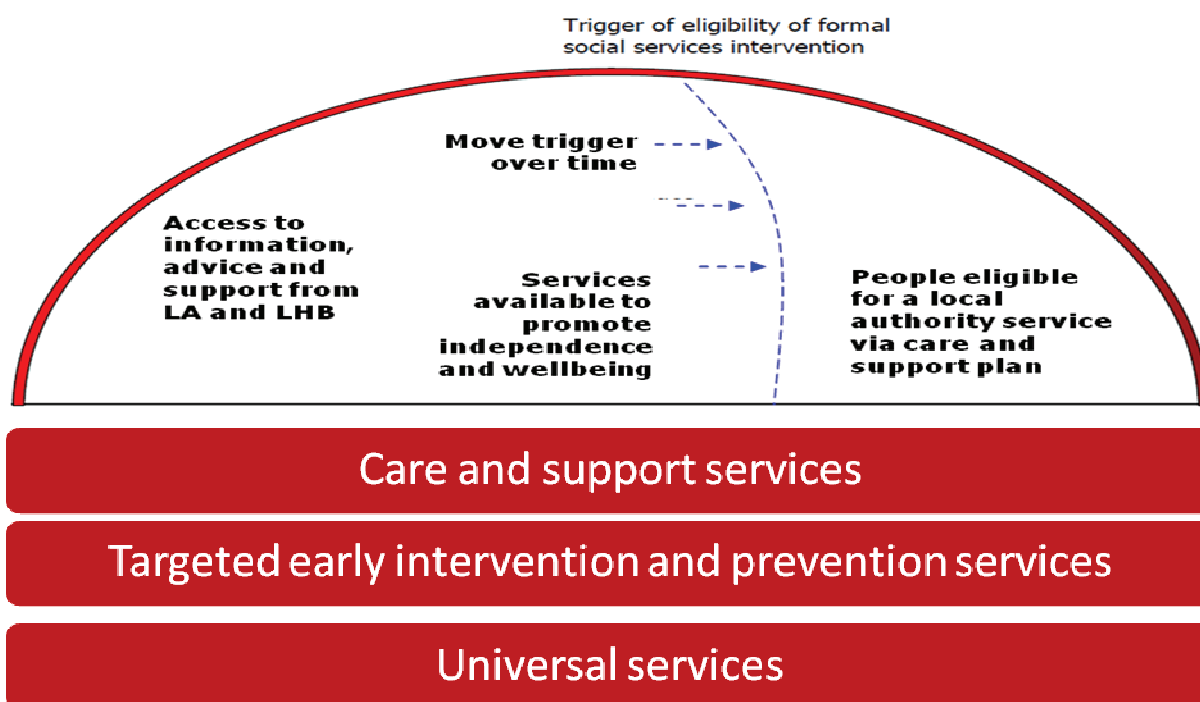 Trigger of eligibility of formal
social services intervention
Move trigger
over time
Access to
information,
advice and
support from
LA and LHB
Services
available to
promote
independence
and wellbeing
People eligible
for a local
authority service
via care and
support plan
Care and support services
Targeted early intervention and prevention services
Universal services